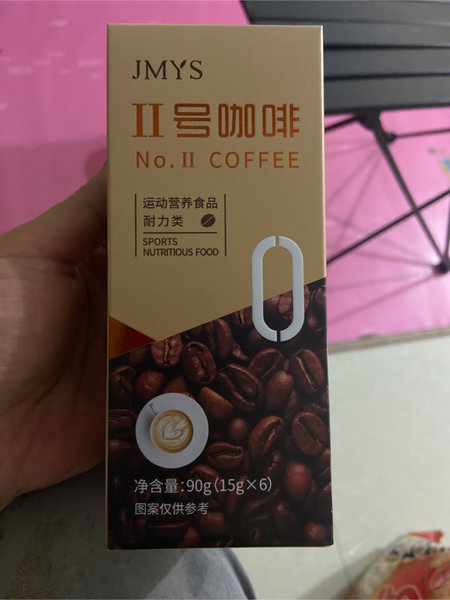 JMYS
II号咖啡
No. II COFFEE
运动营养食品
耐力类
SPORTS
NUTRITIOUS FOOD
净含量:90g(15g×6)
图案仅供参考